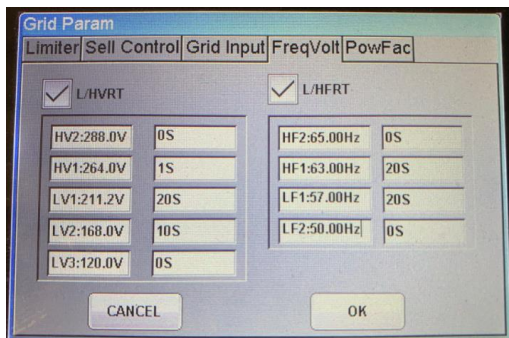 Grid Param
Limiter Sell Control Grid Input FreqVolt PowFac
L/HVRT
L/HFRT
HV2:288.0V 0S
HV1:264.0V 1S
LV1:211.2V 20S
LV2:168.0V 10S
LV3:120.0V 0S
HF2:65.00Hz 0S
HF1:63.00Hz 20S
LF1:57.00Hz 20S
LF2:50.00Hz 0S
CANCEL
OK